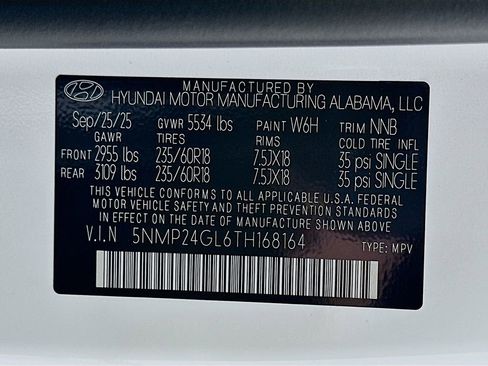 MANUFACTURED BY
HYUNDAI MOTOR MANUFACTURING ALABAMA, LLC
Sep/25/25 GVWR 5534 lbs PAINT W6H TRIM NNB
GAWR TIRES RIMS COLD TIRE INFL
FRONT 2955 lbs 235/60R18 7.5JX18 35 psi SINGLE
REAR 3109 lbs 235/60R18 7.5JX18 35 psi SINGLE
THIS VEHICLE CONFORMS TO ALL APPLICABLE U.S.A FEDERAL
MOTOR VEHICLE SAFETY AND THEFT PREVENTION STANDARDS
IN EFFECT ON THE DATE OF MANUFACTURE SHOWN ABOVE.
V.I.N 5NMP24GL6TH168164 TYPE: MPV